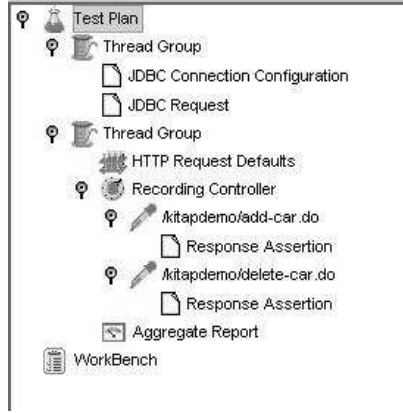 Test Plan
Thread Group
JDBC Connection Configuration
JDBC Request
Thread Group
HTTP Request Defaults
Recording Controller
/kitapdemo/add-car.do
Response Assertion
/kitapdemo/delete-car.do
Response Assertion
Aggregate Report
WorkBench